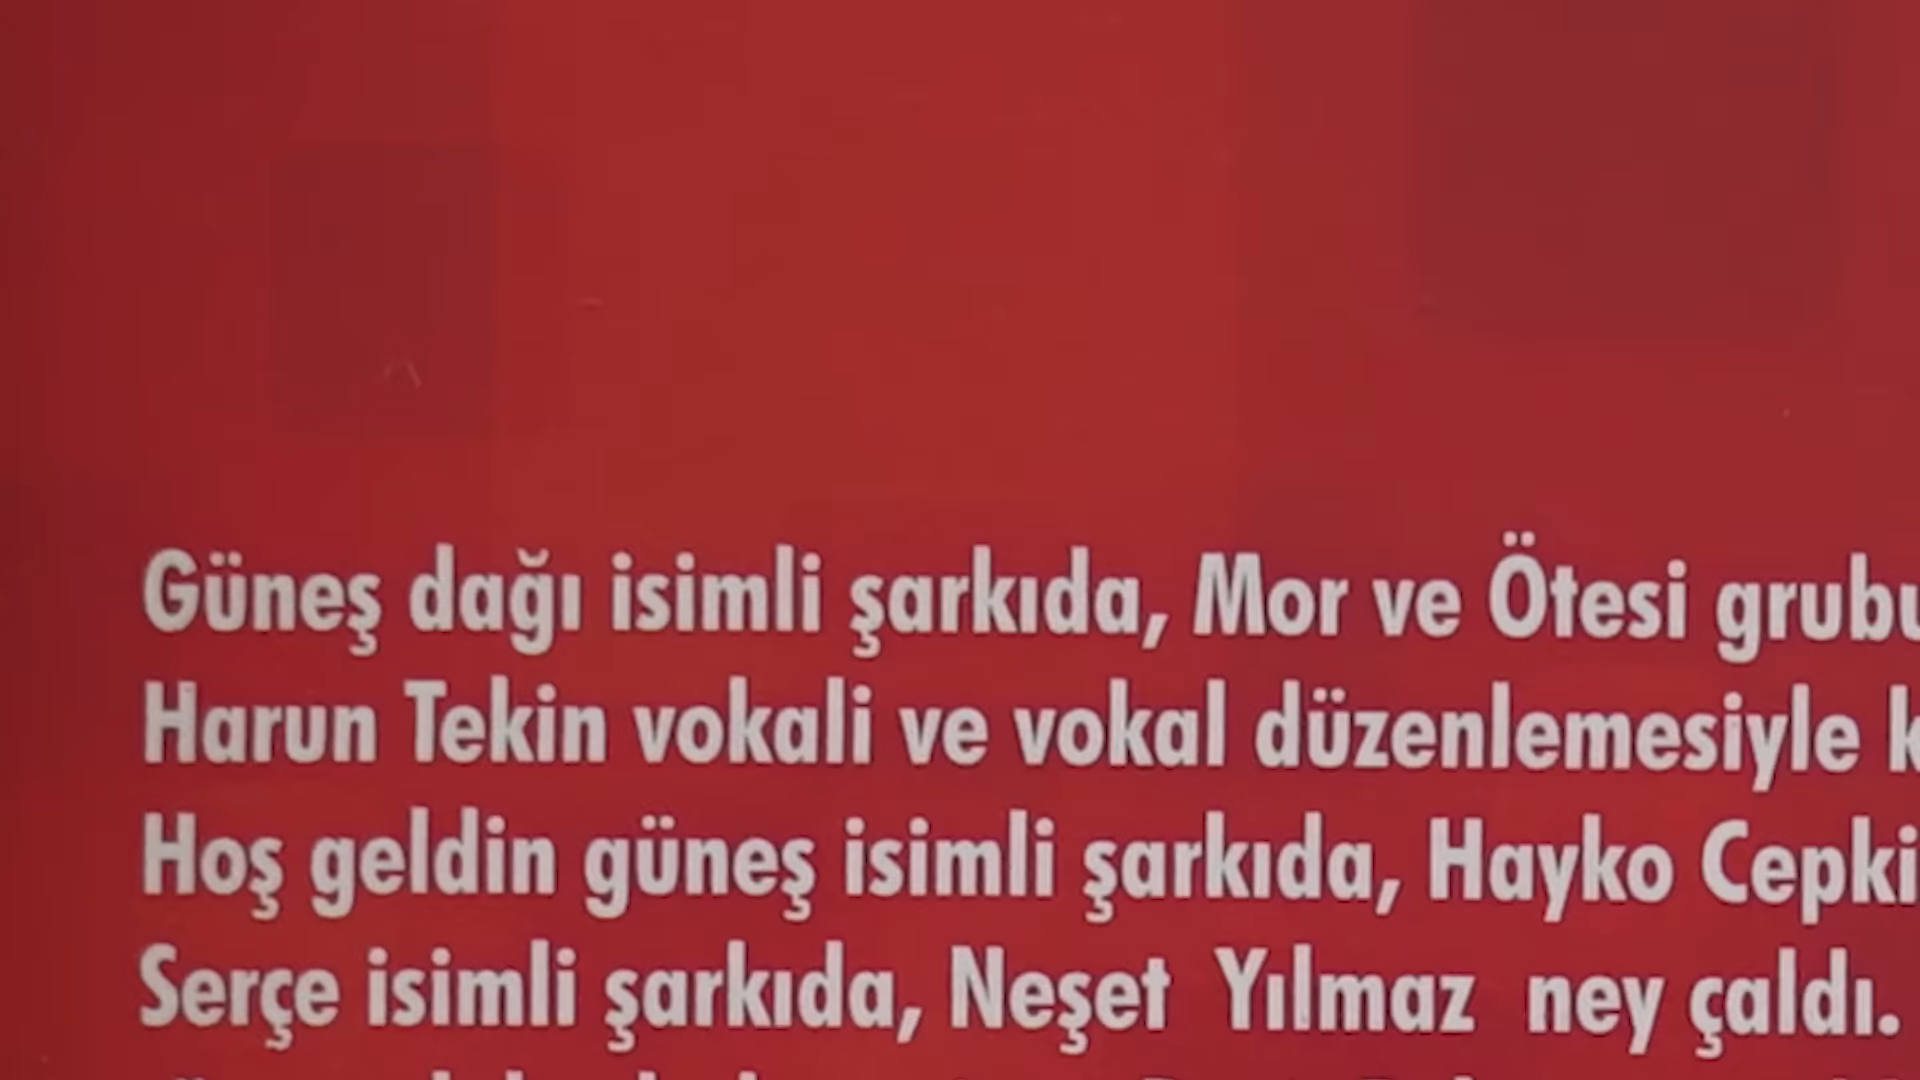 Güneş dağı isimli şarkıda, Mor ve Ötesi grubu
Harun Tekin vokali ve vokal düzenlemesiyle k
Hoş geldin güneş isimli şarkıda, Hayko Cepki
Serçe isimli şarkıda, Neşet Yılmaz ney çaldı.